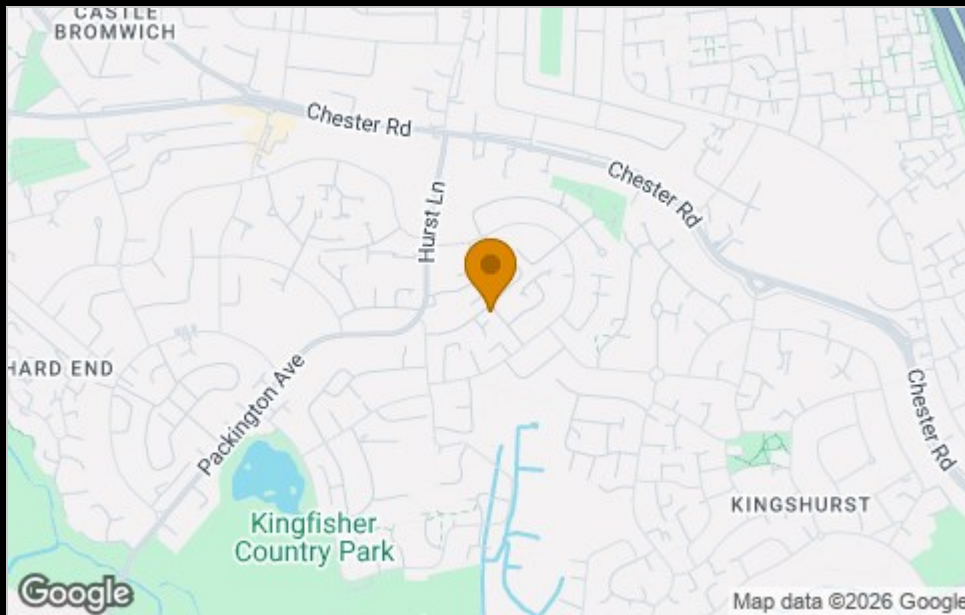 CASTLE
BROMWICH
Chester Rd
Chester Rd
Hurst Ln
HARD END
Packington Ave
Chester Rd
KINGSHURST
Kingfisher
Country Park
Google
Map data ©2026 Google